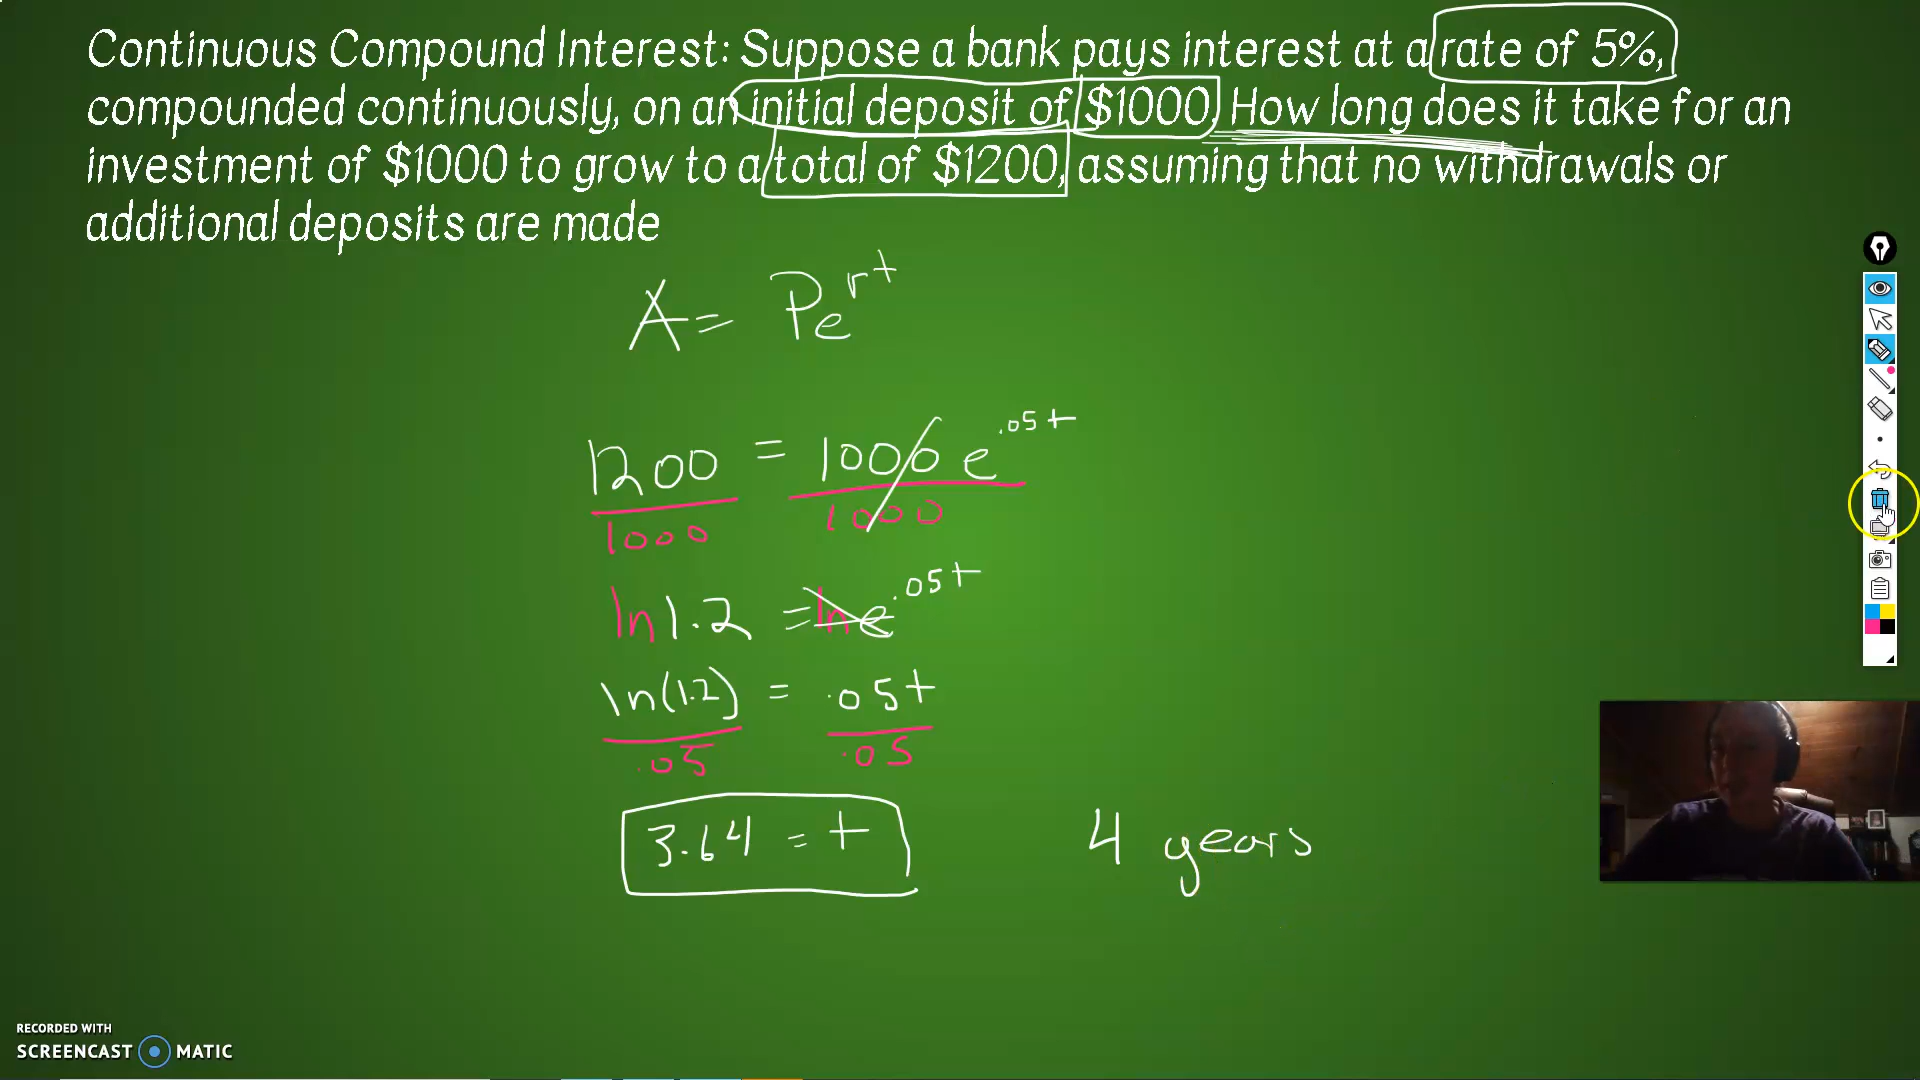 Continuous Compound Interest: Suppose a bank pays interest at a rate of 5%,
compounded continuously, on an initial deposit of $1000. How long does it take for an
investment of $1000 to grow to a total of $1200, assuming that no withdrawals or
additional deposits are made
A = Pe^rt
1200 = 1000 e^.05t
1000 1000
ln 1.2 = ln e^.05t
ln(1.2) = .05t
.05 .05
3.64 = t 4 years
RECORDED WITH
SCREENCAST MATIC